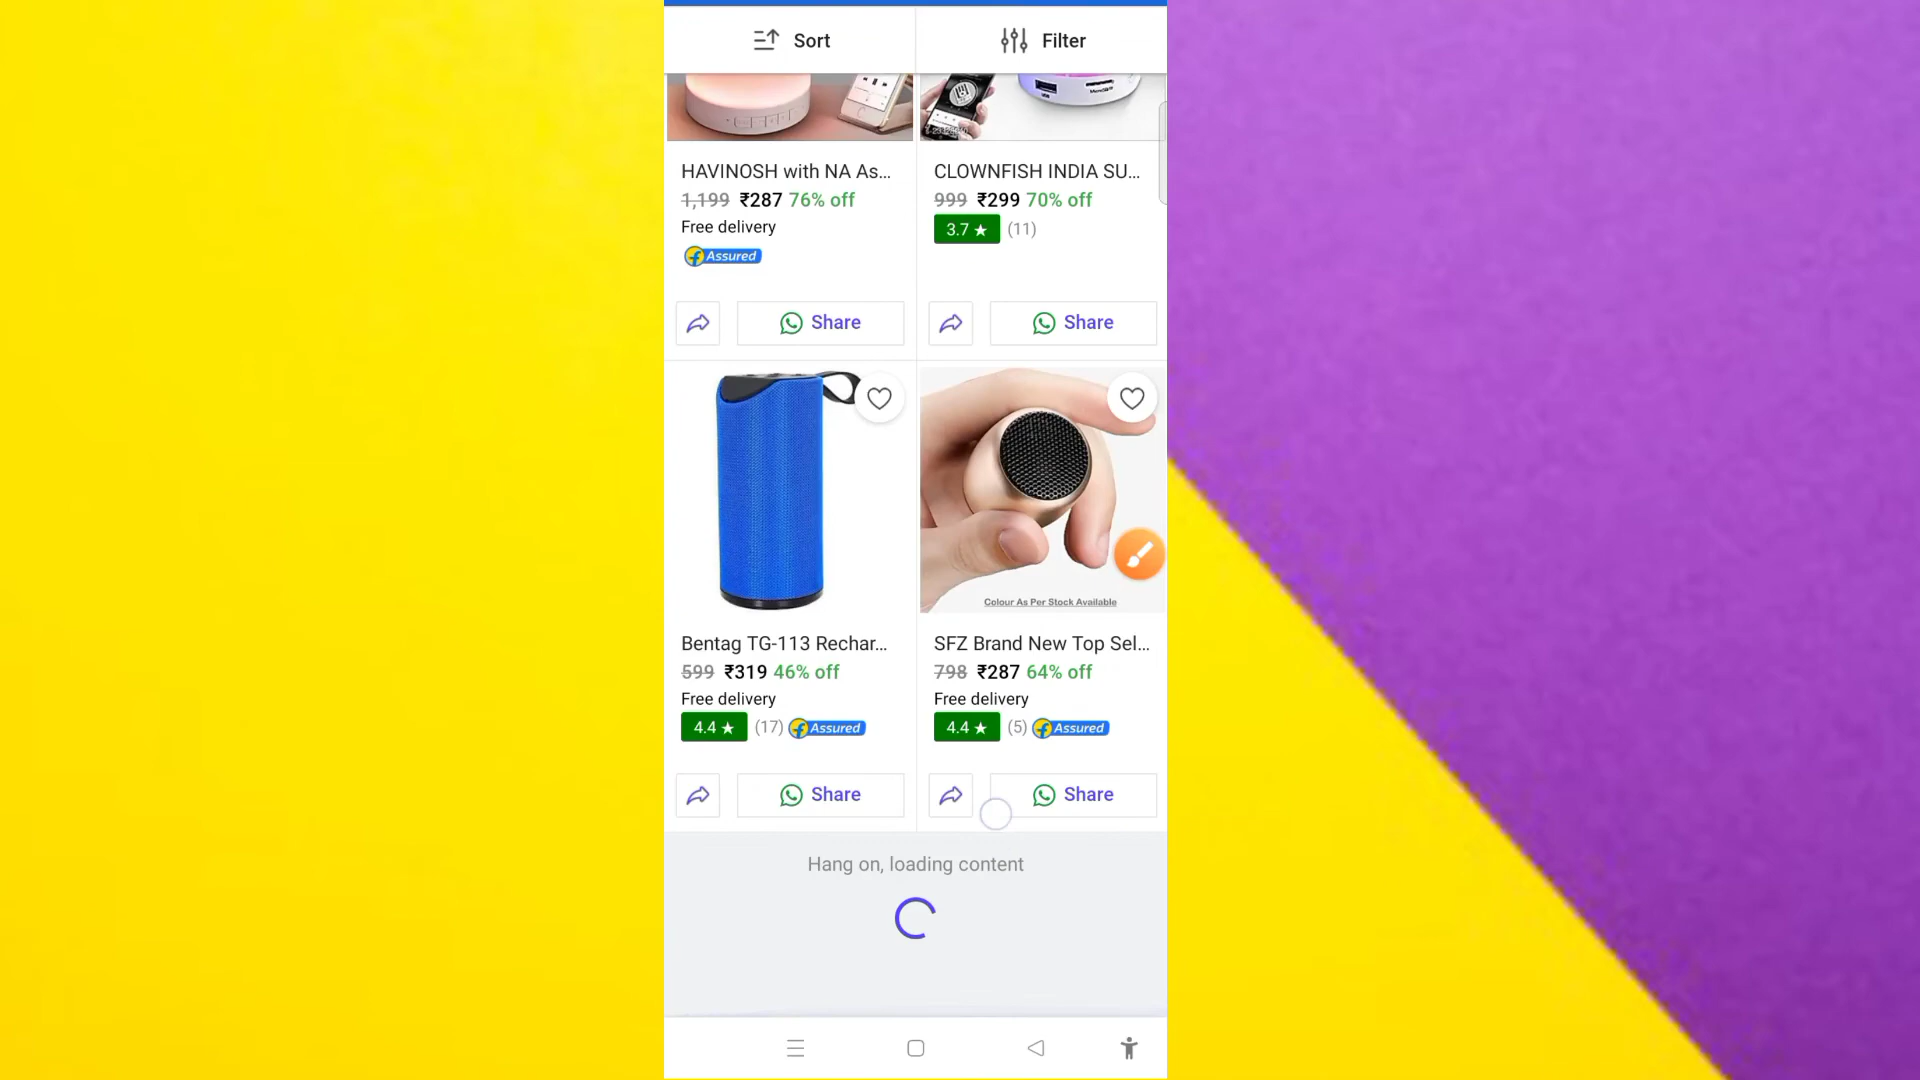 Sort
Filter
HAVINOSH with NA As...
1,199 ₹287 76% off
Free delivery
Assured
CLOWNFISH INDIA SU...
999 ₹299 70% off
3.7 ★ (11)
Share
Share
Colour As Per Stock Available
Bentag TG-113 Rechar...
599 ₹319 46% off
Free delivery
4.4 ★ (17) Assured
SFZ Brand New Top Sel...
798 ₹287 64% off
Free delivery
4.4 ★ (5) Assured
Share
Share
Hang on, loading content